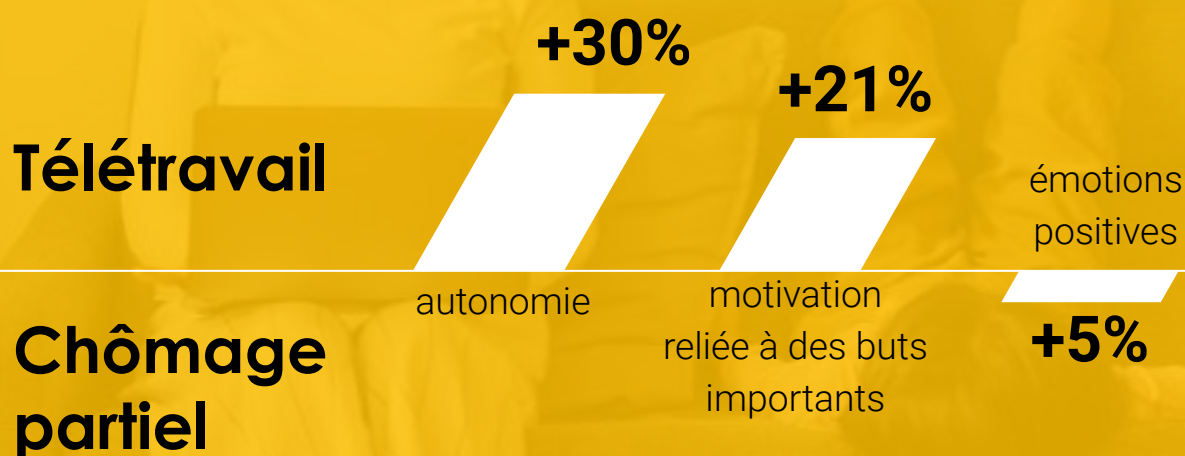 +30%
+21%
Télétravail
émotions
positives
autonomie
motivation
reliée à des buts
importants
+5%
Chômage
partiel